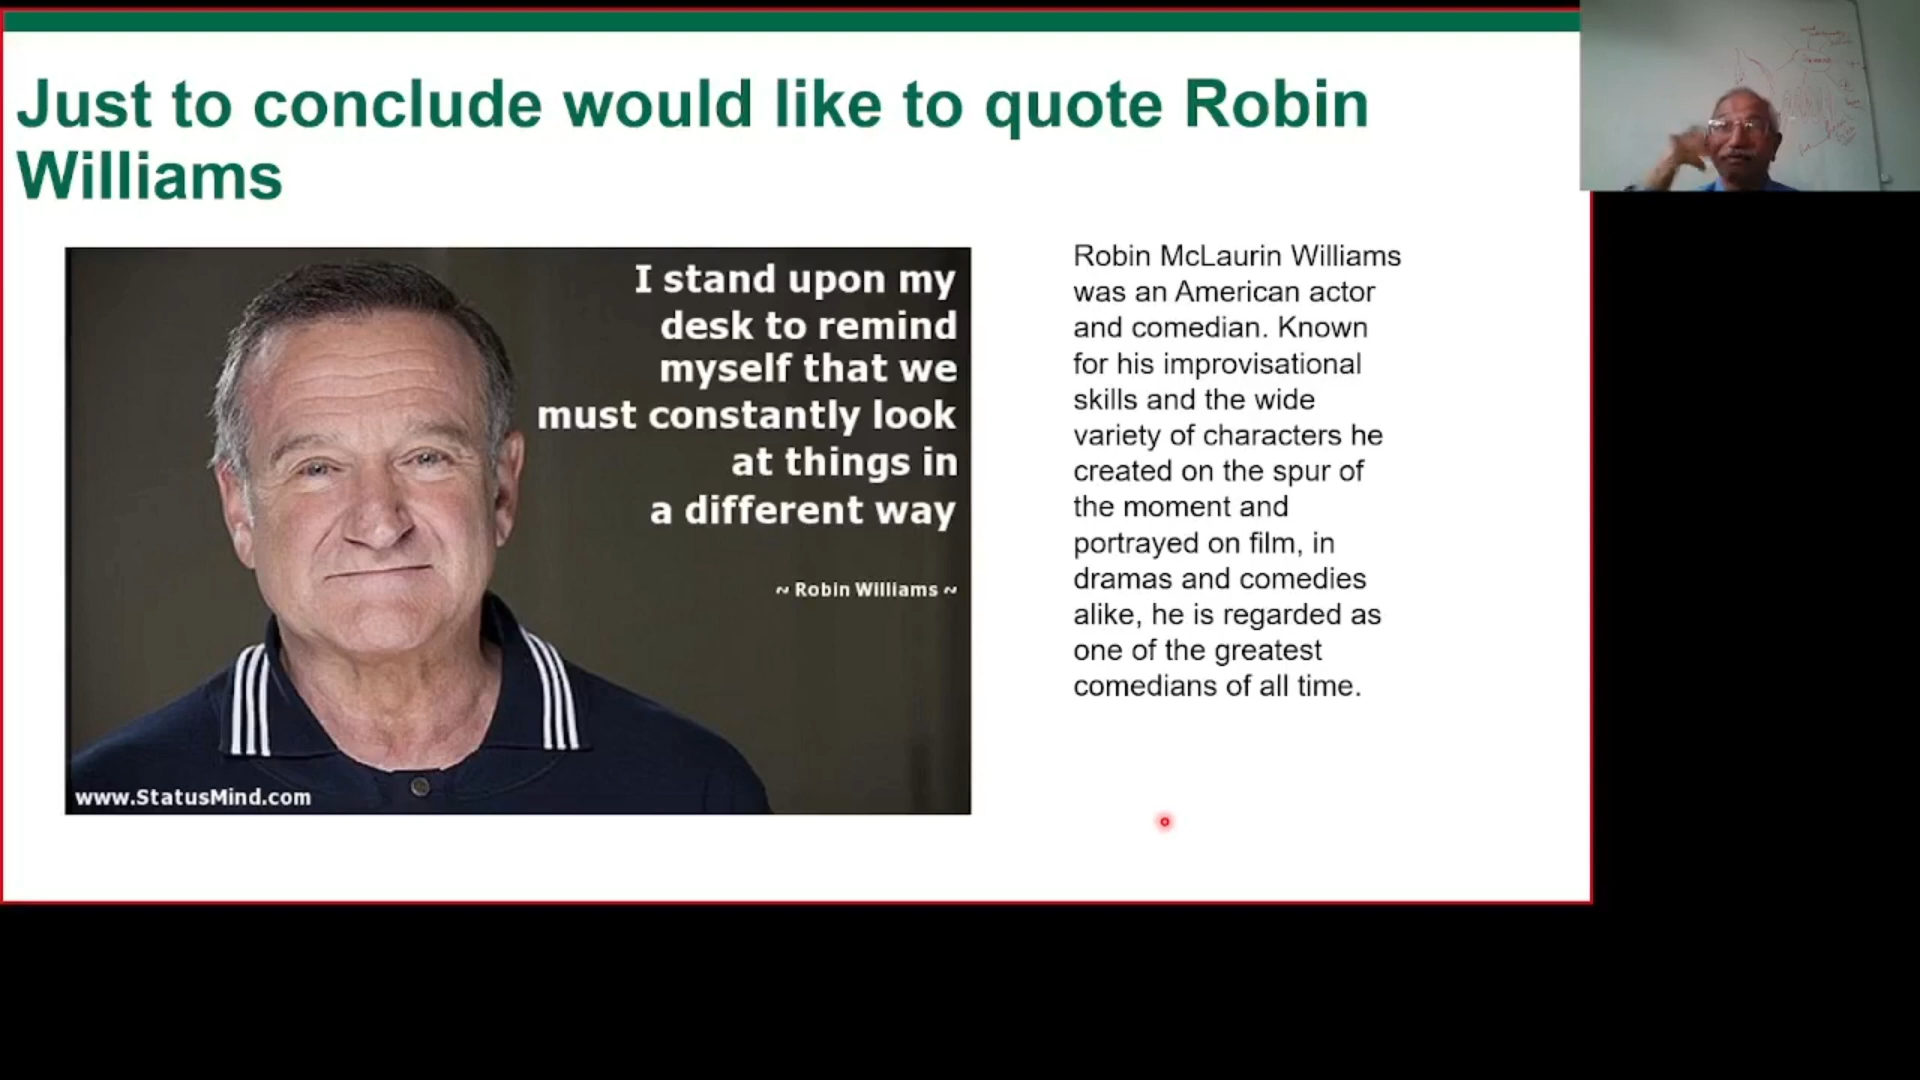 Just to conclude would like to quote Robin
Williams
I stand upon my
desk to remind
myself that we
must constantly look
at things in
a different way
~ Robin Williams ~
www.StatusMind.com
Robin McLaurin Williams
was an American actor
and comedian. Known
for his improvisational
skills and the wide
variety of characters he
created on the spur of
the moment and
portrayed on film, in
dramas and comedies
alike, he is regarded as
one of the greatest
comedians of all time.